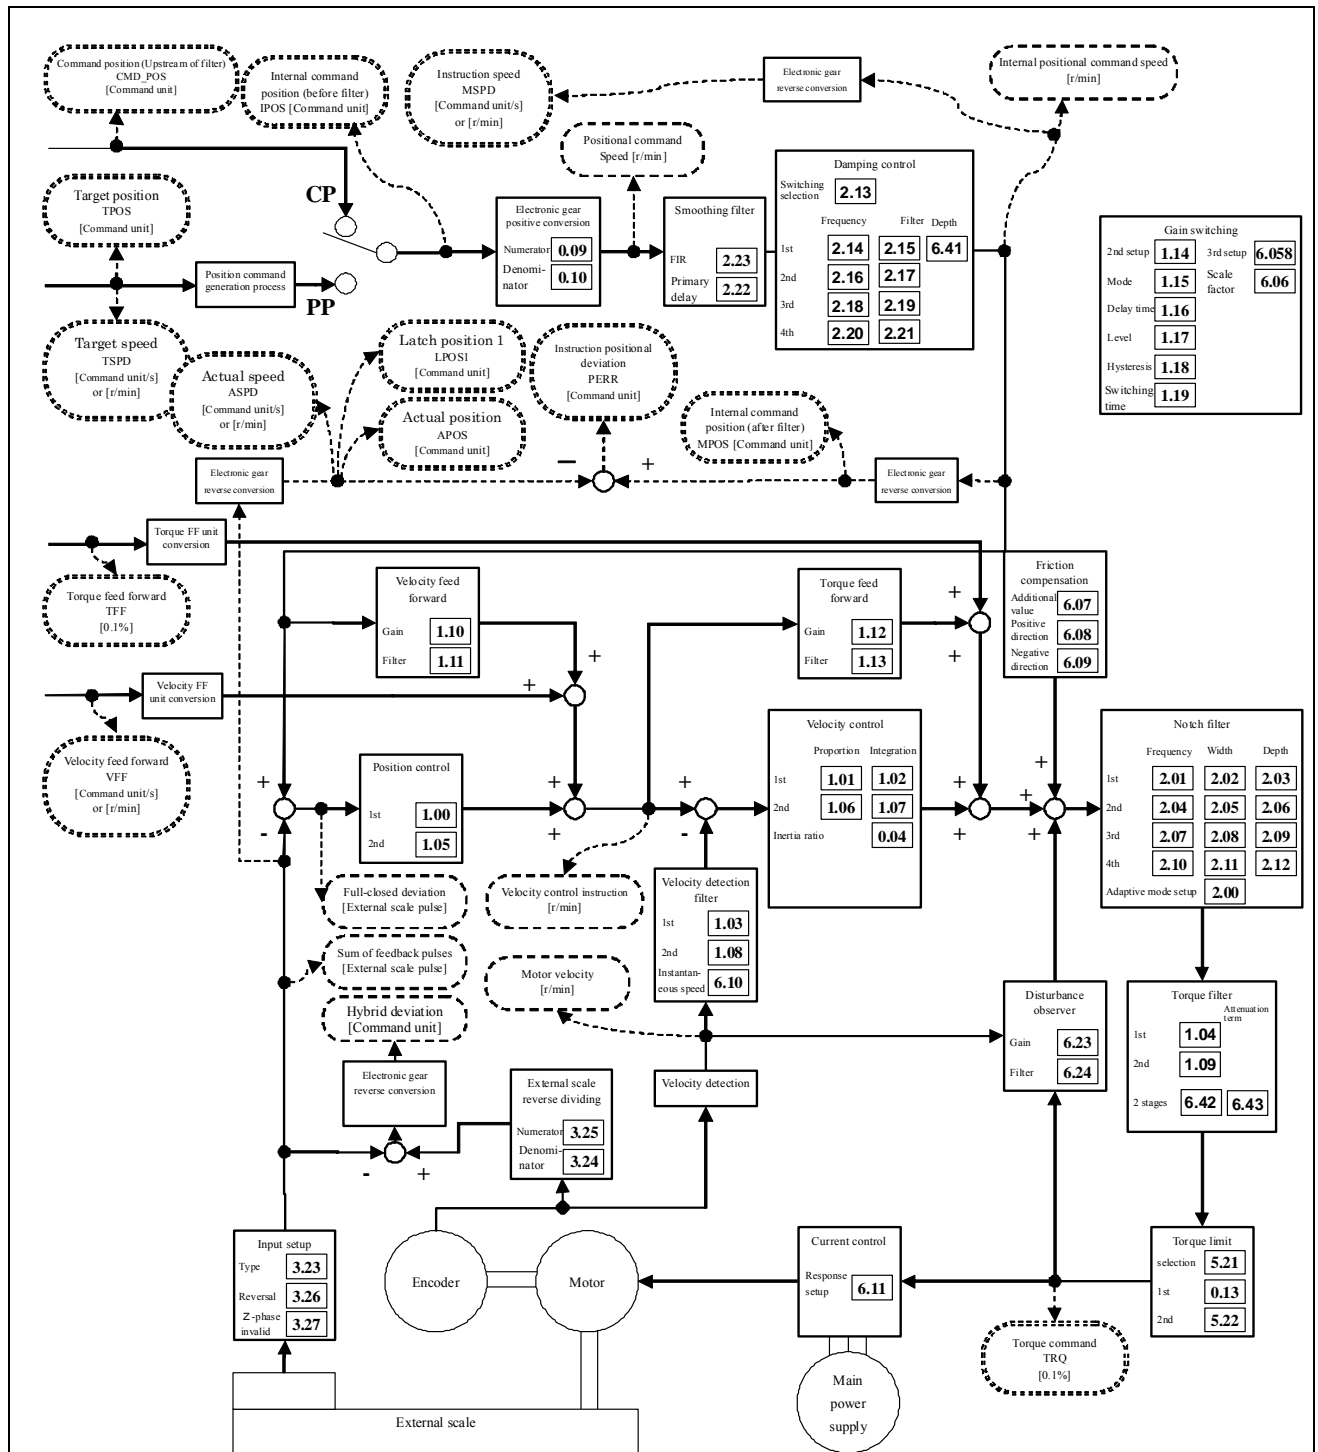 Command position (Upstream of filter)
CMD_POS
[Command unit]
Internal command
position (before filter)
IPOS [Command unit]
Instruction speed
MSPD
[Command unit/s]
or [r/min]
Electronic gear
reverse conversion
Internal positional command speed
[r/min]
Positional command
Speed [r/min]
Target position
TPOS
[Command unit]
CP
Position command
generation process
PP
Electronic gear
positive conversion
Numerator 0.09
Denomi-
nator 0.10
Smoothing filter
FIR 2.23
Primary
delay 2.22
Damping control
Switching
selection 2.13
Frequency Filter Depth
1st 2.14 2.15 6.41
2nd 2.16 2.17
3rd 2.18 2.19
4th 2.20 2.21
Gain switching
2nd setup 1.14 3rd setup 6.058
Mode 1.15 Scale
factor 6.06
Delay time 1.16
Level 1.17
Hysteresis 1.18
Switching
time 1.19
Target speed
TSPD
[Command unit/s]
or [r/min]
Actual speed
ASPD
[Command unit/s]
or [r/min]
Latch position 1
LPOS1
[Command unit]
Actual position
APOS
[Command unit]
Instruction positional
deviation
PERR
[Command unit]
Internal command
position (after filter)
MPOS [Command unit]
Electronic gear
reverse conversion
− +
Electronic gear
reverse conversion
Torque FF unit
conversion
Torque feed forward
TFF
[0.1%]
Velocity feed
forward
Gain 1.10
Filter 1.11
+
+
Torque feed
forward
Gain 1.12
Filter 1.13
+
+
Friction
compensation
Additional
value 6.07
Positive
direction 6.08
Negative
direction 6.09
Velocity FF
unit conversion
Velocity feed forward
VFF
[Command unit/s]
or [r/min]
+
-
Position control
1st 1.00
2nd 1.05
+
+
-
Velocity control
Proportion Integration
1st 1.01 1.02
2nd 1.06 1.07
Inertia ratio 0.04
+
+
+
+
+
Notch filter
Frequency Width Depth
1st 2.01 2.02 2.03
2nd 2.04 2.05 2.06
3rd 2.07 2.08 2.09
4th 2.10 2.11 2.12
Adaptive mode setup 2.00
Full-closed deviation
[External scale pulse]
Sum of feedback pulses
[External scale pulse]
Hybrid deviation
[Command unit]
Velocity control instruction
[r/min]
Motor velocity
[r/min]
Velocity detection
filter
1st 1.03
2nd 1.08
Instantan-
eous speed 6.10
Disturbance
observer
Gain 6.23
Filter 6.24
Torque filter
Attenuation
term
1st 1.04
2nd 1.09
2 stages 6.42 6.43
Electronic gear
reverse conversion
External scale
reverse dividing
Numerator 3.25
Denomi-
nator 3.24
Velocity detection
- +
Input setup
Type 3.23
Reversal 3.26
Z-phase
invalid 3.27
Encoder
Motor
Current control
Response
setup 6.11
Torque limit
selection 5.21
1st 0.13
2nd 5.22
Torque command
TRQ
[0.1%]
Main
power
supply
External scale